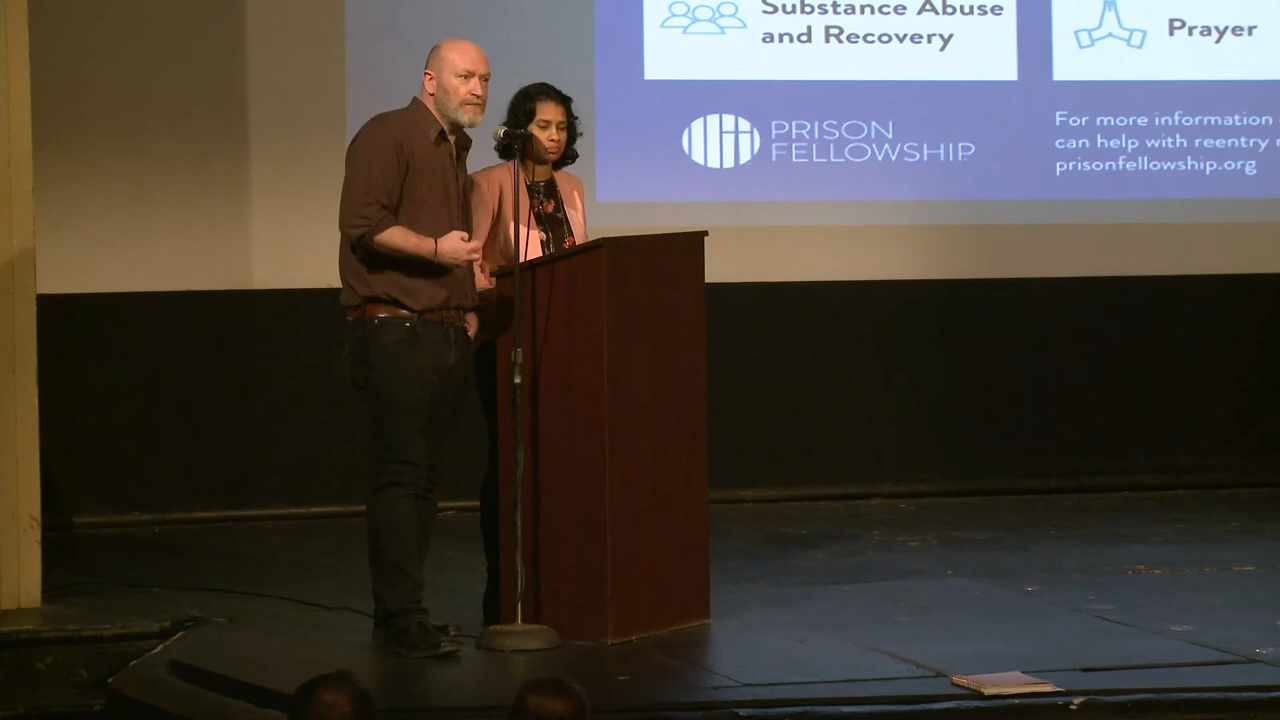 Substance Abuse
and Recovery
Prayer
PRISON
FELLOWSHIP
For more information
can help with reentry
prisonfellowship.org